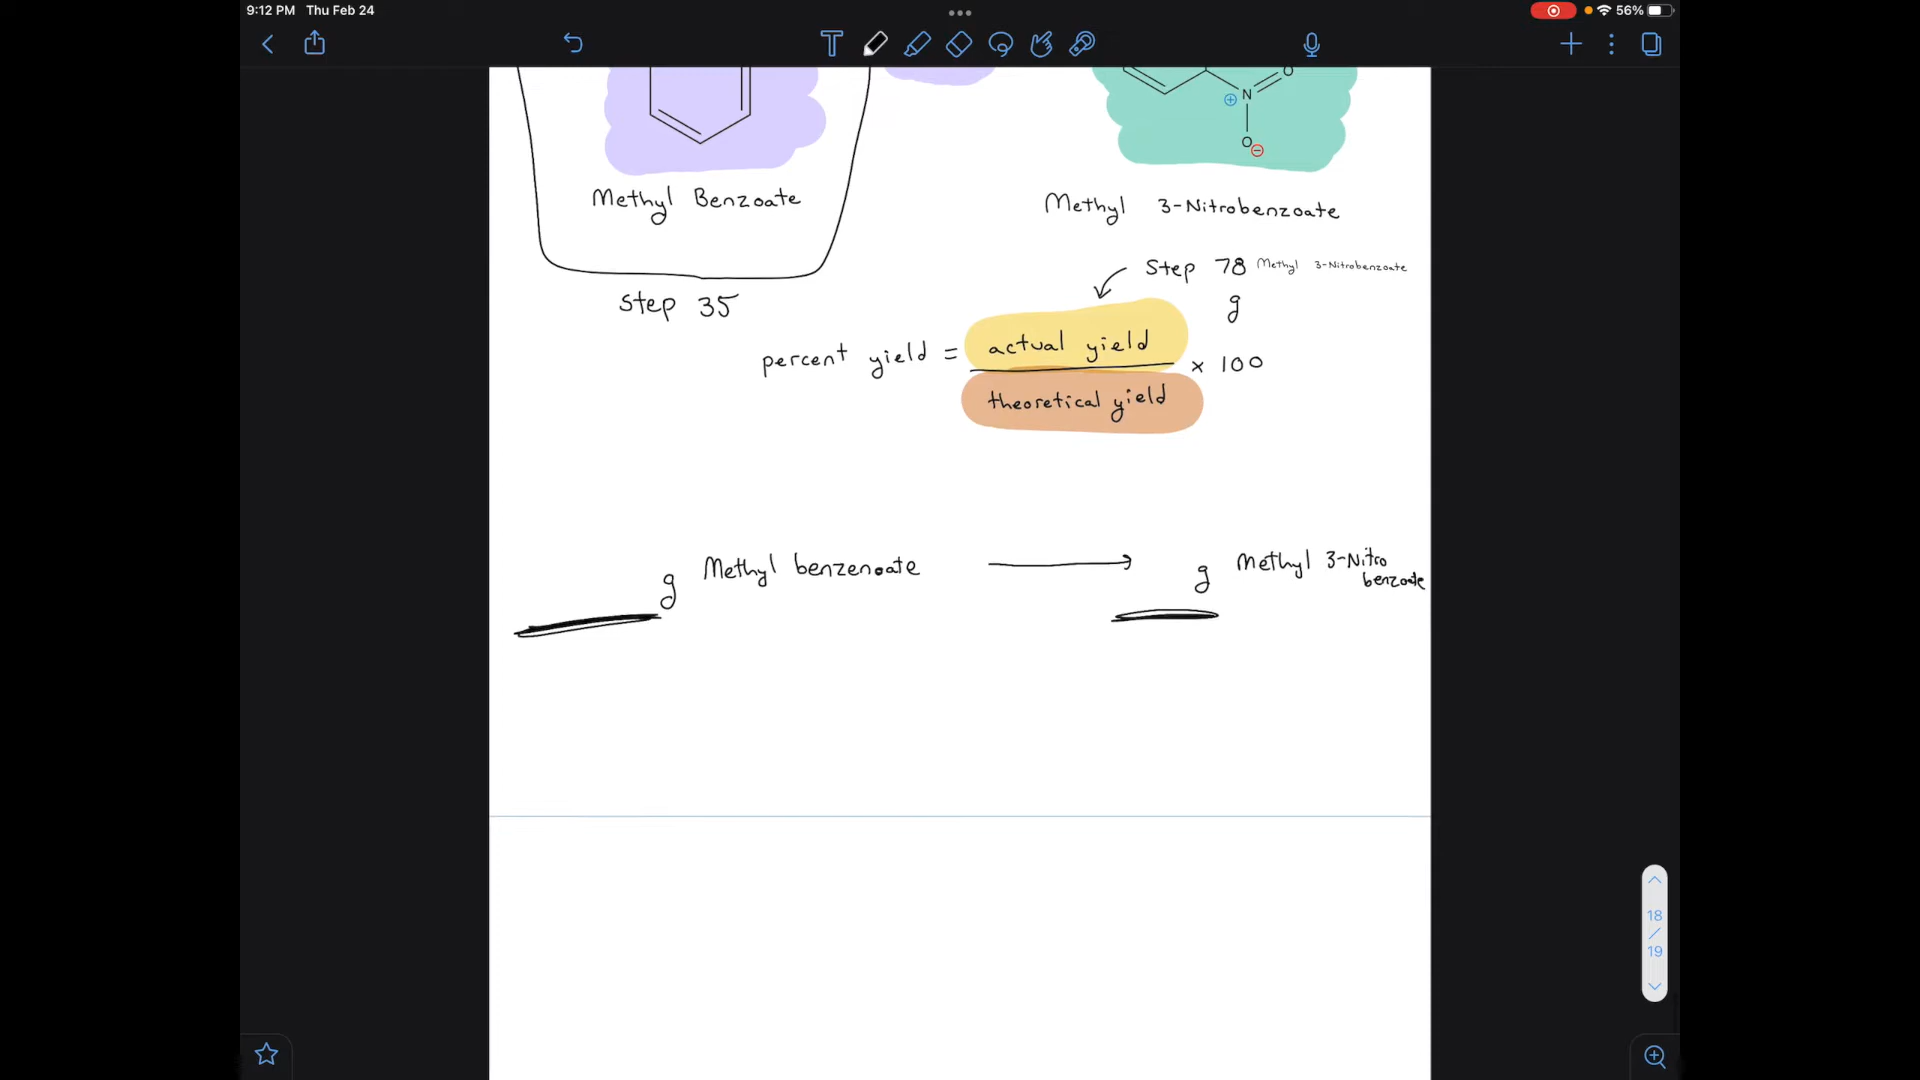 9:12 PM Thu Feb 24
56%
T
O
N
O
Methyl Benzoate
Methyl 3-Nitrobenzoate
Step 78 Methyl 3-Nitrobenzoate
Step 35
g
percent yield = actual yield
theoretical yield
x 100
g Methyl benzenoate
g Methyl 3-Nitro
benzoate
18
/
19